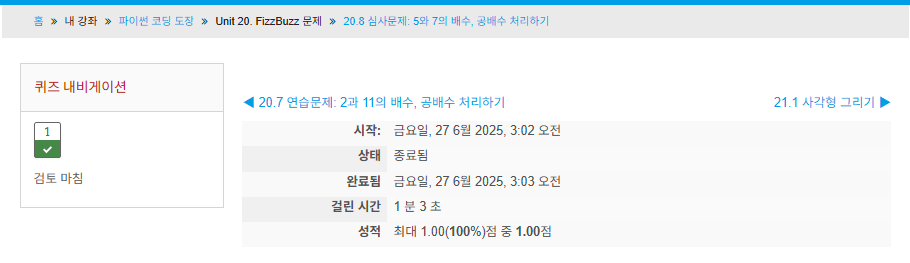 홈 » 내 강좌 » 파이썬 코딩 도장 » Unit 20. FizzBuzz 문제 » 20.8 심사문제: 5와 7의 배수, 공배수 처리하기
퀴즈 내비게이션
1
검토 마침
◀ 20.7 연습문제: 2과 11의 배수, 공배수 처리하기
21.1 사각형 그리기 ▶
시작: 금요일, 27 6월 2025, 3:02 오전
상태 종료됨
완료됨 금요일, 27 6월 2025, 3:03 오전
걸린 시간 1 분 3 초
성적 최대 1.00(100%)점 중 1.00점